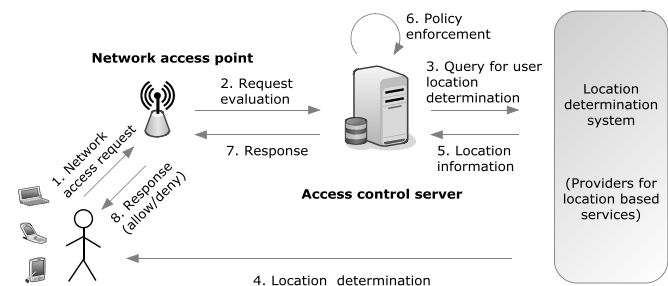 6. Policy
enforcement
Network access point
2. Request
evaluation
3. Query for user
location
determination
Location
determination
system
1. Network
access request
7. Response
5. Location
information
8. Response
(allow/deny)
Access control server
(Providers for
location based
services)
4. Location determination